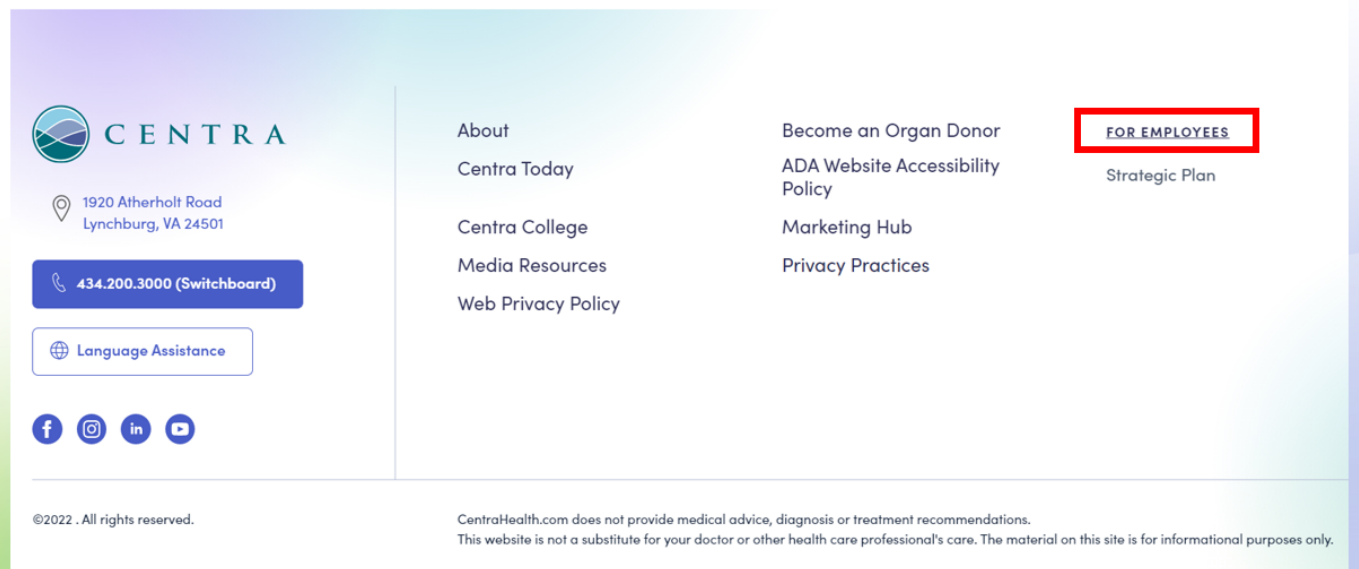 CENTRA
1920 Atherholt Road
Lynchburg, VA 24501
434.200.3000 (Switchboard)
Language Assistance
About
Centra Today
Centra College
Media Resources
Web Privacy Policy
Become an Organ Donor
ADA Website Accessibility
Policy
Marketing Hub
Privacy Practices
FOR EMPLOYEES
Strategic Plan
©2022 . All rights reserved.
CentraHealth.com does not provide medical advice, diagnosis or treatment recommendations.
This website is not a substitute for your doctor or other health care professional's care. The material on this site is for informational purposes only.